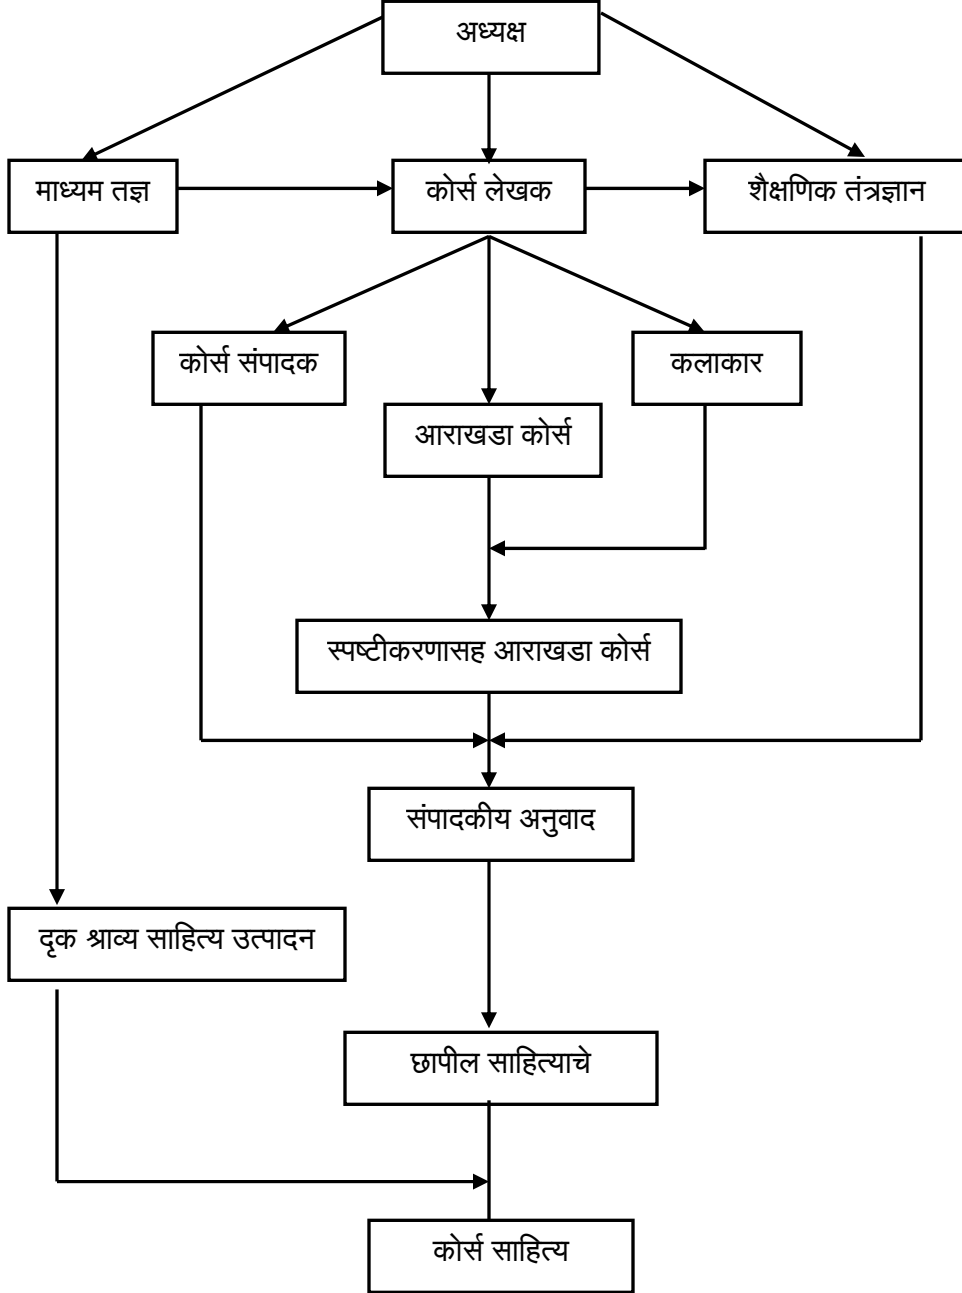 अध्यक्ष
माध्यम तज्ञ
कोर्स लेखक
शैक्षणिक तंत्रज्ञान
कोर्स संपादक
कलाकार
आराखडा कोर्स
स्पष्टीकरणासह आराखडा कोर्स
संपादकीय अनुवाद
दृक श्राव्य साहित्य उत्पादन
छापील साहित्याचे
कोर्स साहित्य